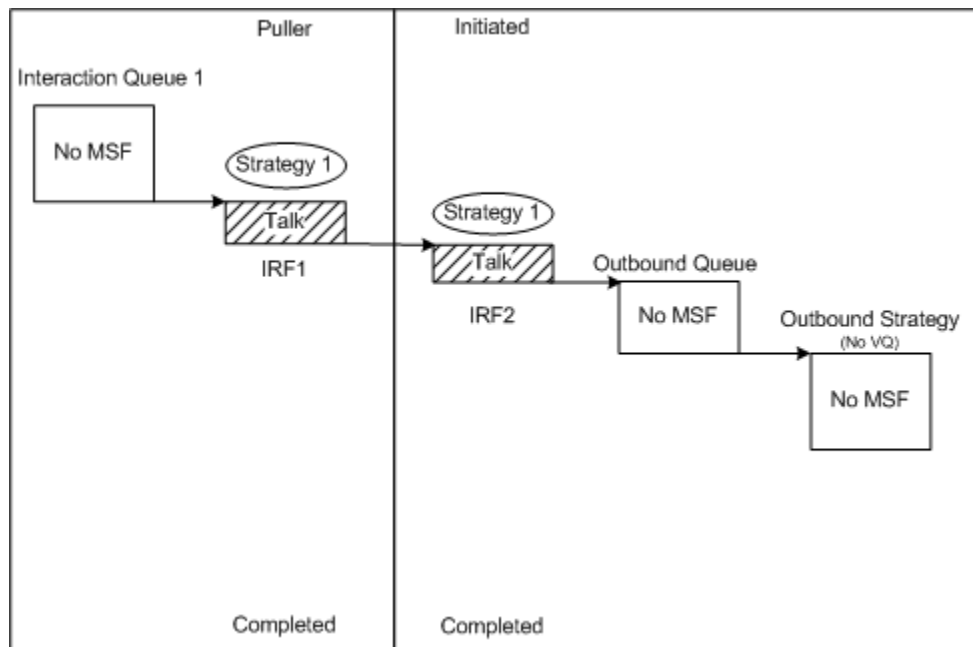 Puller
Initiated
Interaction Queue 1
No MSF
Strategy 1
Talk
IRF1
Strategy 1
Talk
IRF2
Outbound Queue
No MSF
Outbound Strategy
(No VQ)
No MSF
Completed
Completed